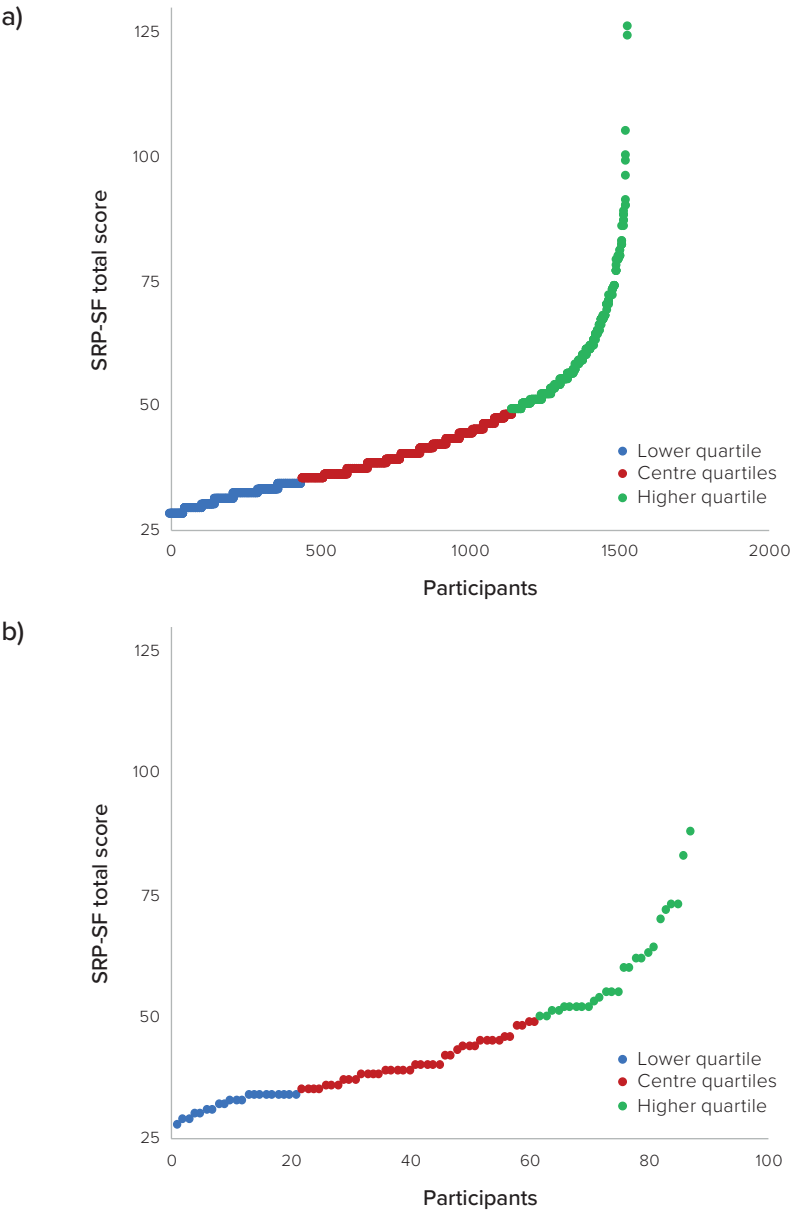 a)
125
100
75
50
25
SRP-SF total score
Lower quartile
Centre quartiles
Higher quartile
0 500 1000 1500 2000
Participants
b)
125
100
75
50
25
SRP-SF total score
Lower quartile
Centre quartiles
Higher quartile
0 20 40 60 80 100
Participants